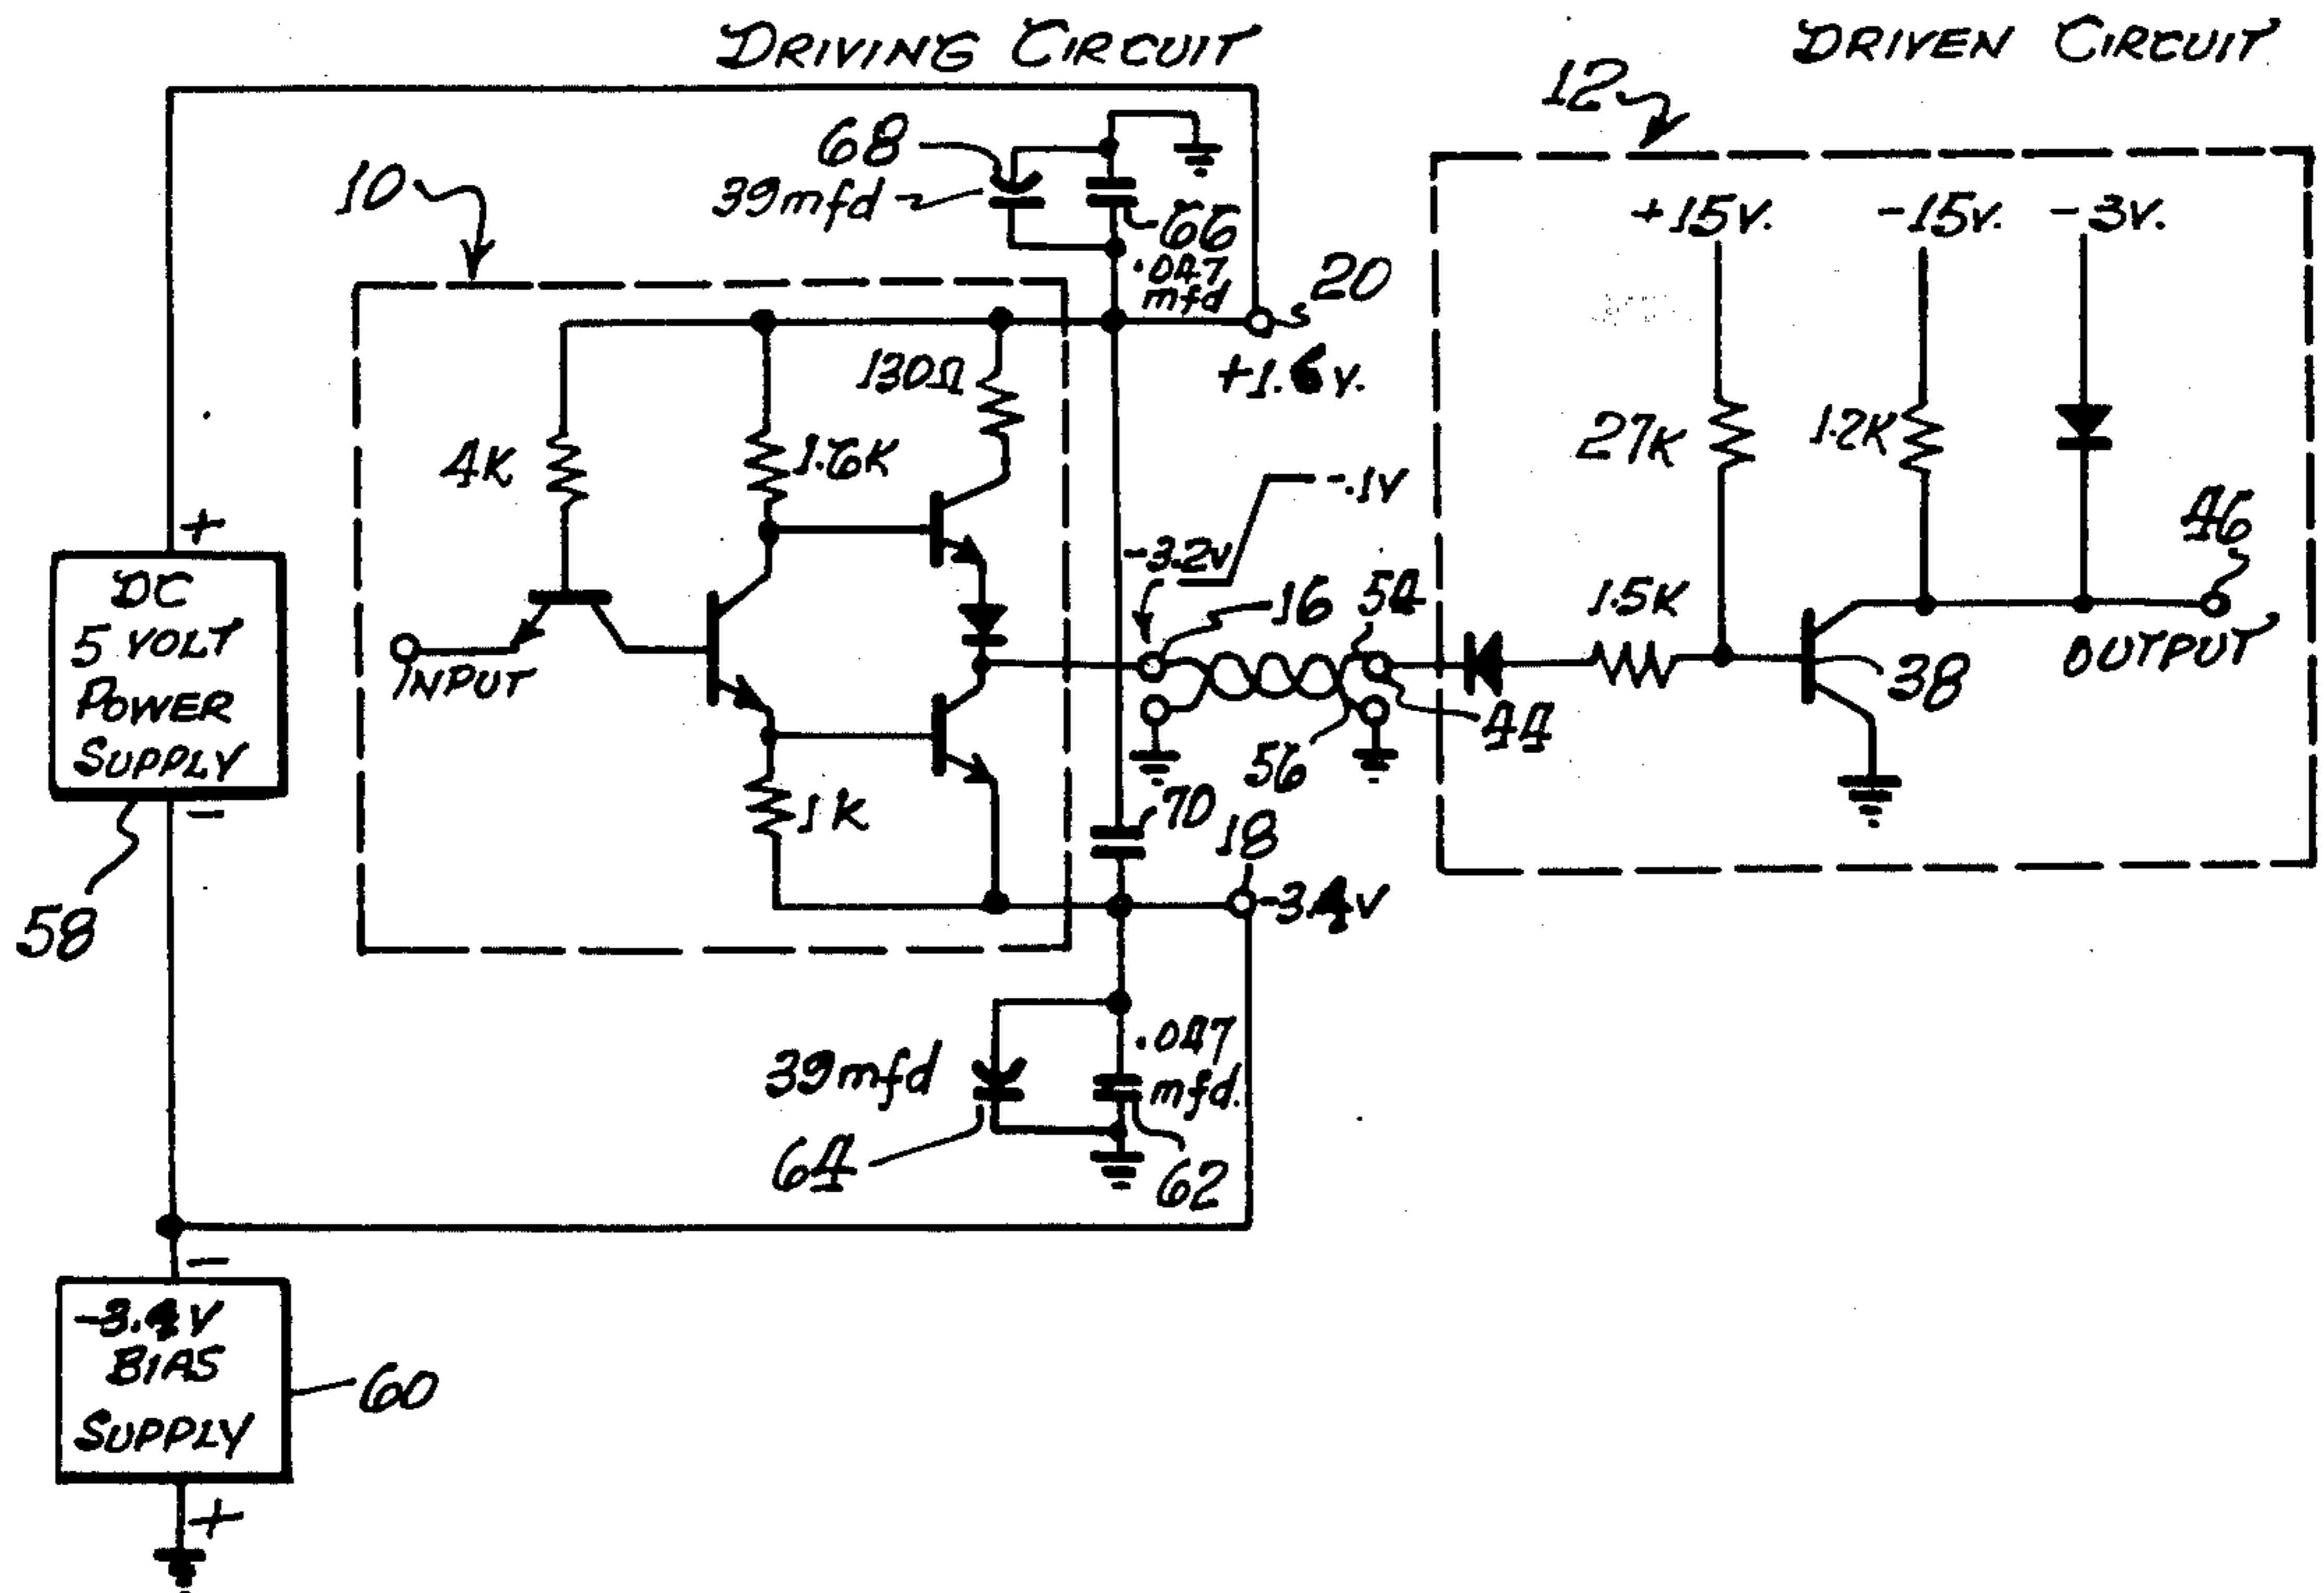 DRIVING CIRCUIT
DRIVEN CIRCUIT
12
68
39mfd
10
66
.047
mfd
20
+1.6v.
+15v.
-15v.
-3v.
130Ω
4K
1.6K
27K
1.2K
-.1V
-3.2v
16
54
1.5K
46
+
DC
5 VOLT
POWER
SUPPLY
-
58
INPUT
OUTPUT
38
44
56
1K
70
18
-3.4V
39mfd
.047
mfd.
64
62
-
-3.4V
BIAS
SUPPLY
60
+